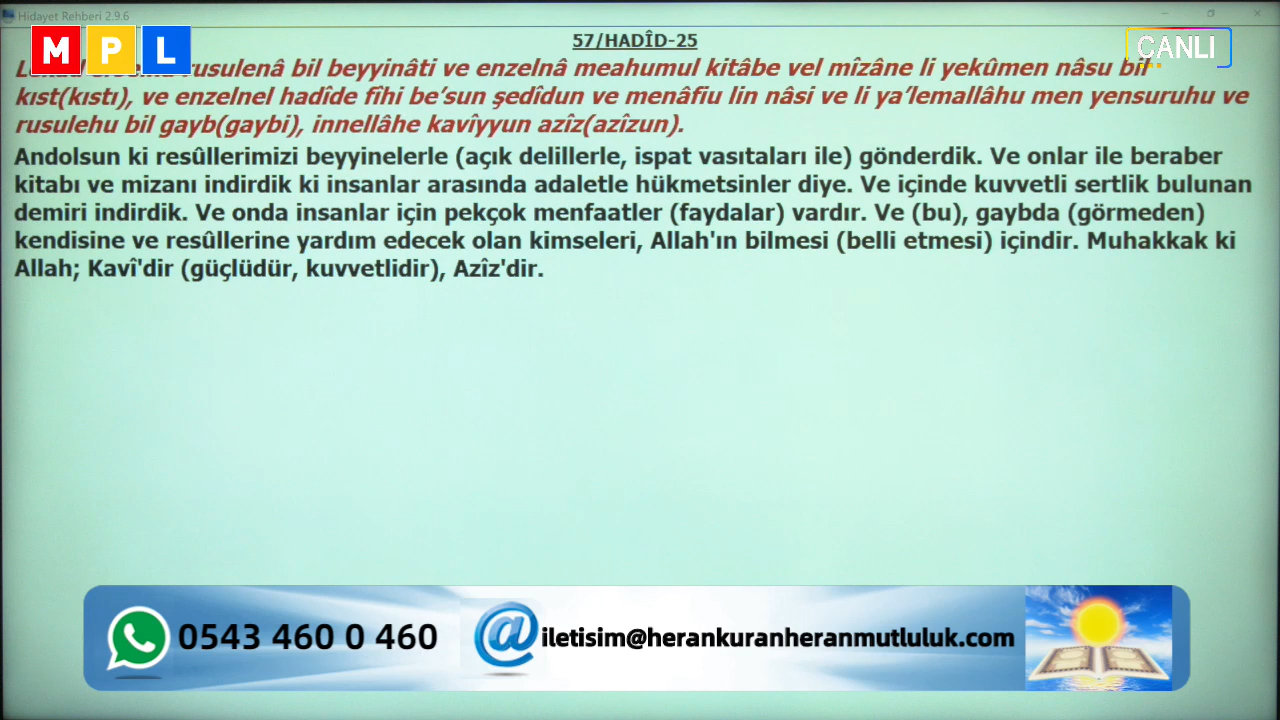 Hidayet Rehberi 2.9.6
M P L
CANLI
57/HADÎD-25
rusulenâ bil beyyinâti ve enzelnâ meahumul kitâbe vel mîzâne li yekûmen nâsu bil
kıst(kıstı), ve enzelnel hadîde fîhi be’sun şedîdun ve menâfiu lin nâsi ve li ya’lemallâhu men yensuruhu ve
rusulehu bil gayb(gaybi), innellâhe kavîyyun azîz(azîzun).
Andolsun ki resûllerimizi beyyinelerle (açık delillerle, ispat vasıtaları ile) gönderdik. Ve onlar ile beraber
kitabı ve mizanı indirdik ki insanlar arasında adaletle hükmetsinler diye. Ve içinde kuvvetli sertlik bulunan
demiri indirdik. Ve onda insanlar için pekçok menfaatler (faydalar) vardır. Ve (bu), gaybda (görmeden)
kendisine ve resûllerine yardım edecek olan kimseleri, Allah'ın bilmesi (belli etmesi) içindir. Muhakkak ki
Allah; Kavî'dir (güçlüdür, kuvvetlidir), Azîz'dir.
0543 460 0 460
iletisim@herankuranheranmutluluk.com